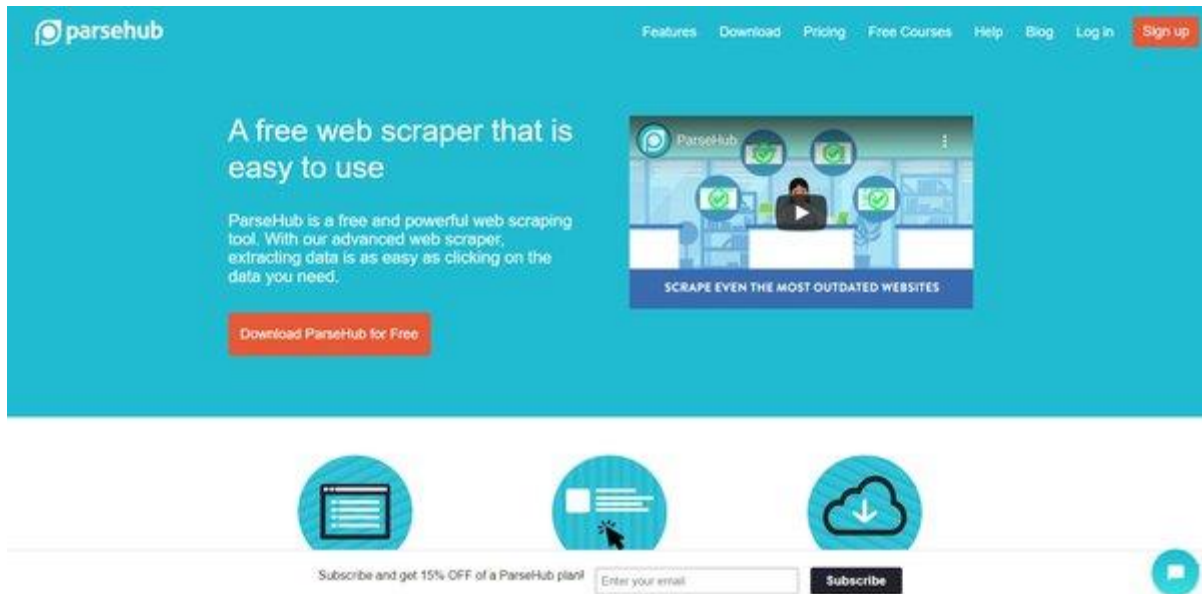 parsehub
Features Download Pricing Free Courses Help Blog Log in Sign up
A free web scraper that is
easy to use
ParseHub is a free and powerful web scraping
tool. With our advanced web scraper,
extracting data is as easy as clicking on the
data you need.
Download ParseHub for Free
ParseHub
SCRAPE EVEN THE MOST OUTDATED WEBSITES
Subscribe and get 15% OFF of a ParseHub plan!
Enter your email
Subscribe